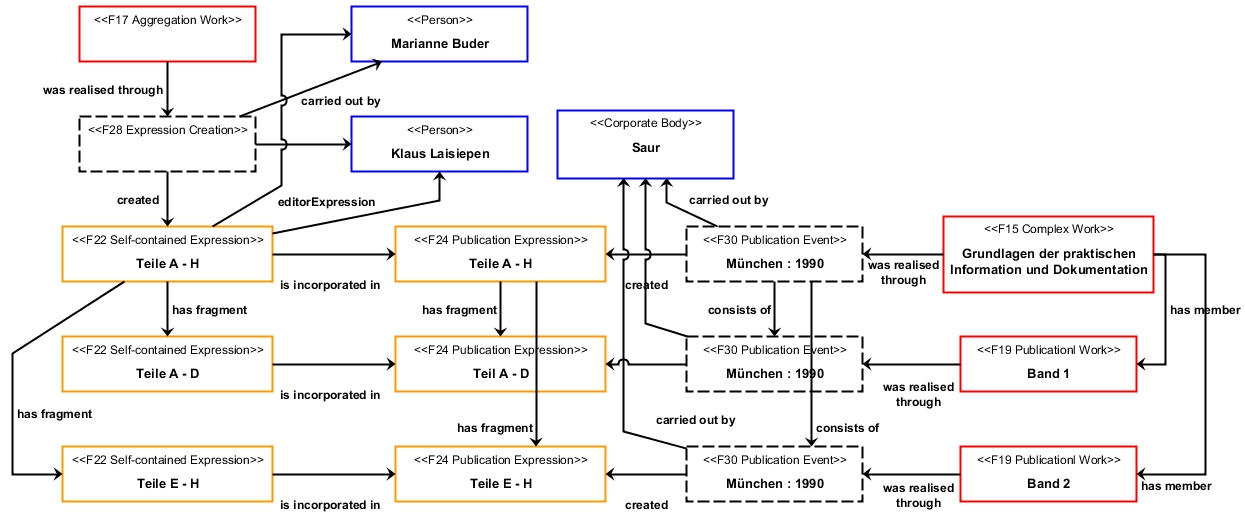 <<F17 Aggregation Work>>
<<Person>>
Marianne Buder
was realised through
carried out by
<<F28 Expression Creation>>
<<Person>>
Klaus Laisiepen
<<Corporate Body>>
Saur
created
editorExpression
carried out by
<<F22 Self-contained Expression>>
Teile A - H
is incorporated in
<<F24 Publication Expression>>
Teile A - H
created
<<F30 Publication Event>>
München : 1990
was realised
through
<<F15 Complex Work>>
Grundlagen der praktischen
Information und Dokumentation
has fragment
has fragment
consists of
has member
<<F22 Self-contained Expression>>
Teile A - D
is incorporated in
<<F24 Publication Expression>>
Teil A - D
<<F30 Publication Event>>
München : 1990
was realised
through
<<F19 Publicationl Work>>
Band 1
has fragment
has fragment
carried out by
consists of
<<F22 Self-contained Expression>>
Teile E - H
is incorporated in
<<F24 Publication Expression>>
Teile E - H
created
<<F30 Publication Event>>
München : 1990
was realised
through
<<F19 Publicationl Work>>
Band 2
has member